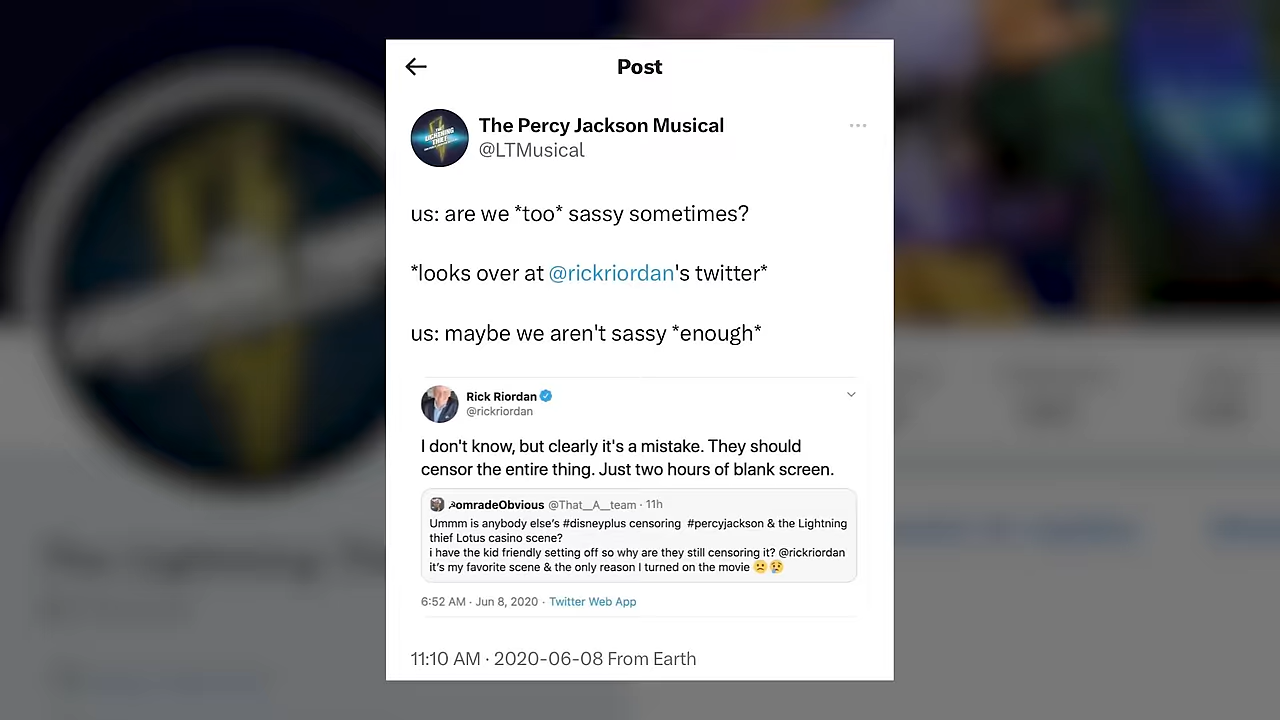 Post
The Percy Jackson Musical
@LTMusical
us: are we *too* sassy sometimes?
*looks over at @rickriordan's twitter*
us: maybe we aren't sassy *enough*
Rick Riordan
@rickriordan
I don't know, but clearly it's a mistake. They should
censor the entire thing. Just two hours of blank screen.
☭omradeObvious @That__A__team · 11h
Ummm is anybody else's #disneyplus censoring #percyjackson & the Lightning
thief Lotus casino scene?
i have the kid friendly setting off so why are they still censoring it? @rickriordan
it's my favorite scene & the only reason I turned on the movie ☹️😢
6:52 AM · Jun 8, 2020 · Twitter Web App
11:10 AM · 2020-06-08 From Earth